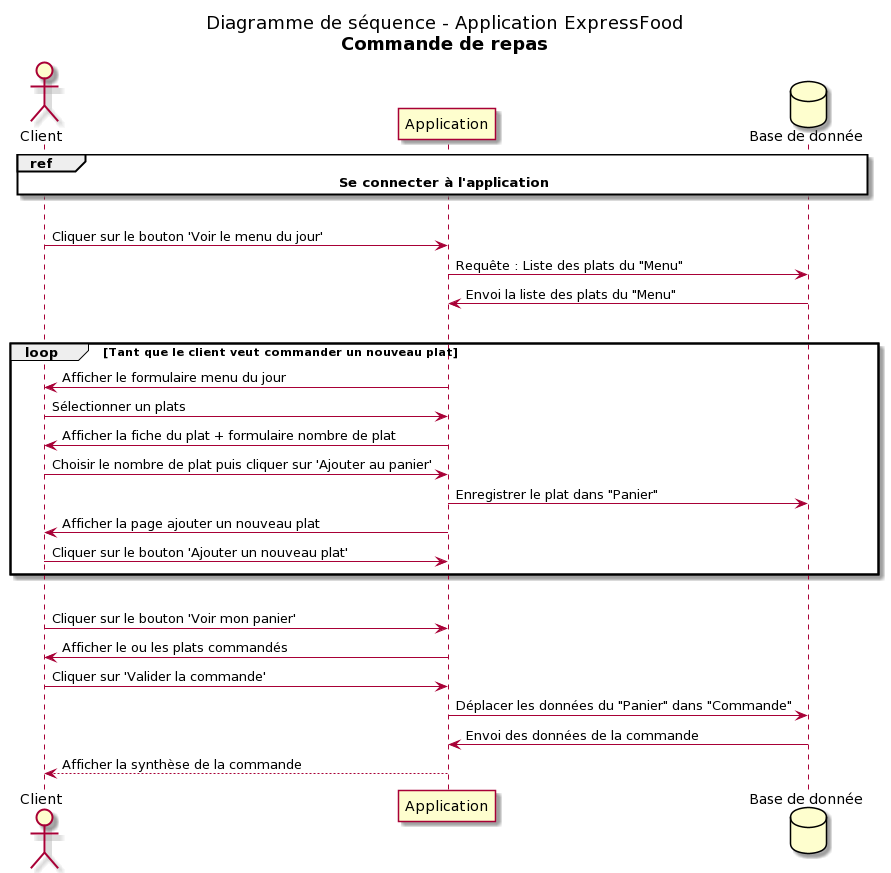 Diagramme de séquence - Application ExpressFood
Commande de repas
Client
Application
Base de donnée
ref
Se connecter à l'application
Cliquer sur le bouton 'Voir le menu du jour'
Requête : Liste des plats du "Menu"
Envoi la liste des plats du "Menu"
loop [Tant que le client veut commander un nouveau plat]
Afficher le formulaire menu du jour
Sélectionner un plats
Afficher la fiche du plat + formulaire nombre de plat
Choisir le nombre de plat puis cliquer sur 'Ajouter au panier'
Enregistrer le plat dans "Panier"
Afficher la page ajouter un nouveau plat
Cliquer sur le bouton 'Ajouter un nouveau plat'
Cliquer sur le bouton 'Voir mon panier'
Afficher le ou les plats commandés
Cliquer sur 'Valider la commande'
Déplacer les données du "Panier" dans "Commande"
Envoi des données de la commande
Afficher la synthèse de la commande
Client
Application
Base de donnée